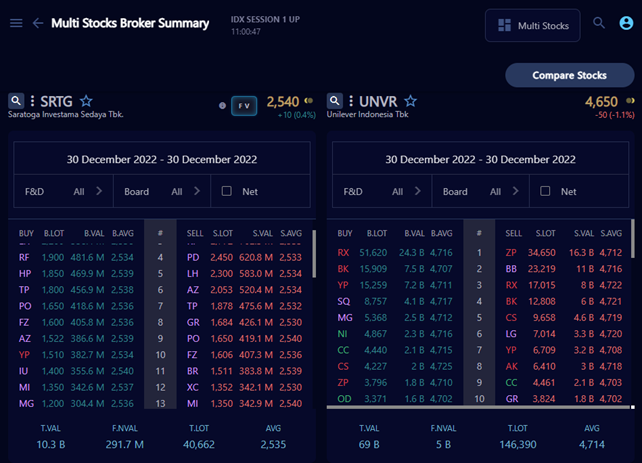 Multi Stocks Broker Summary
IDX SESSION 1 UP
11:00:47
Multi Stocks
Compare Stocks
SRTG
F V
2,540
Saratoga Investama Sedaya Tbk.
+10 (0.4%)
30 December 2022 - 30 December 2022
F&D All Board All Net
BUY B.LOT B.VAL B.AVG # SELL S.LOT S.VAL S.AVG
RF 1,900 481.6 M 2,534 4 PD 2,450 620.8 M 2,533
HP 1,850 469.9 M 2,539 5 LH 2,300 583.0 M 2,534
TP 1,800 456.9 M 2,538 6 AZ 2,053 520.4 M 2,534
PO 1,650 418.6 M 2,536 7 TP 1,878 475.6 M 2,532
FZ 1,600 405.8 M 2,536 8 GR 1,684 426.1 M 2,530
AZ 1,522 386.6 M 2,539 9 PO 1,650 419.1 M 2,540
YP 1,510 382.7 M 2,534 10 FZ 1,606 407.3 M 2,536
IU 1,400 355.6 M 2,540 11 BR 1,511 383.8 M 2,539
MI 1,350 342.6 M 2,537 12 XC 1,352 342.1 M 2,530
MG 1,200 304.4 M 2,536 13 MI 1,350 342.9 M 2,540
T.VAL F.NVAL T.LOT AVG
10.3 B 291.7 M 40,662 2,535
UNVR
4,650
Unilever Indonesia Tbk
-50 (-1.1%)
30 December 2022 - 30 December 2022
F&D All Board All Net
BUY B.LOT B.VAL B.AVG # SELL S.LOT S.VAL S.AVG
RX 51,620 24.3 B 4,716 1 ZP 34,650 16.3 B 4,712
BK 15,909 7.5 B 4,707 2 BB 23,219 11 B 4,716
YP 15,259 7.2 B 4,711 3 RX 17,015 8 B 4,722
SQ 8,757 4.1 B 4,717 4 BK 12,808 6 B 4,721
MG 5,368 2.5 B 4,712 5 CS 9,658 4.6 B 4,719
NI 4,867 2.3 B 4,716 6 LG 7,014 3.3 B 4,720
CC 4,440 2.1 B 4,715 7 YP 6,709 3.2 B 4,708
CS 4,227 2 B 4,725 8 AK 6,410 3 B 4,718
ZP 3,796 1.8 B 4,710 9 CC 4,461 2.1 B 4,703
OD 3,371 1.6 B 4,702 10 GR 3,824 1.8 B 4,702
T.VAL F.NVAL T.LOT AVG
69 B 5 B 146,390 4,714